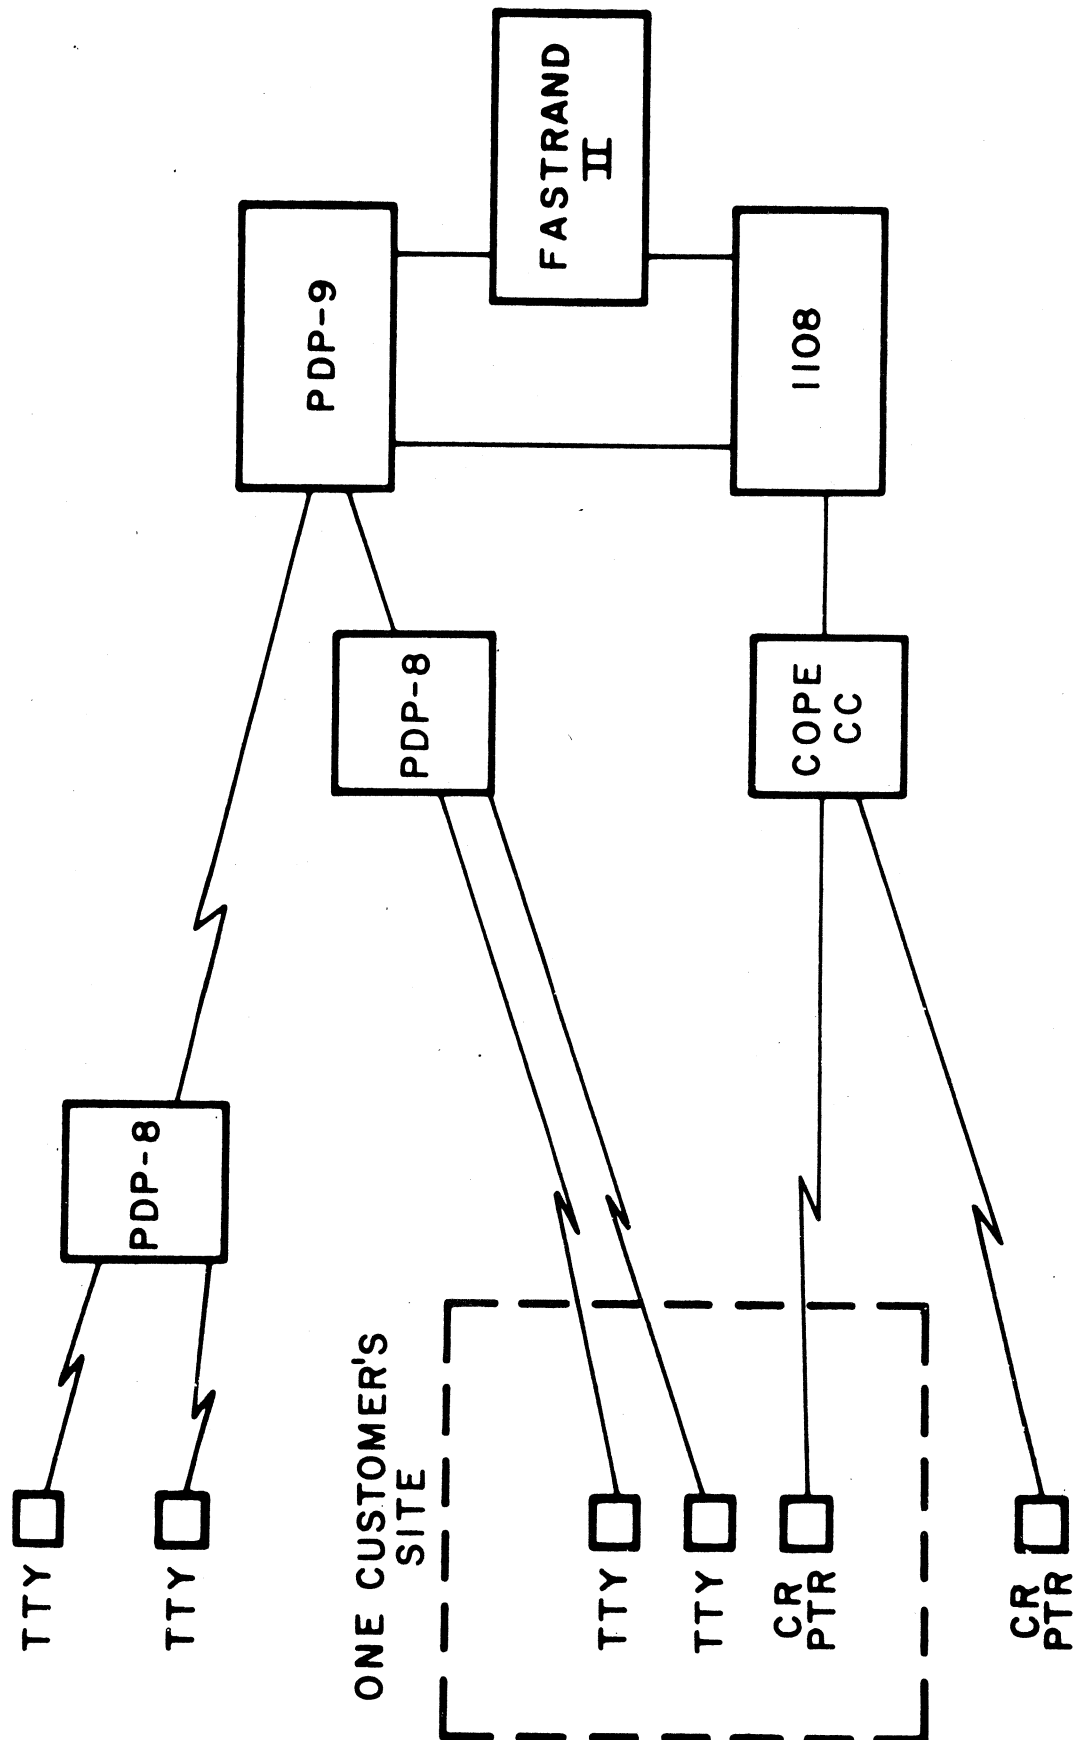 TTY
TTY
PDP-8
ONE CUSTOMER'S
SITE
TTY
TTY
CR
PTR
CR
PTR
PDP-8
COPE
CC
PDP-9
FASTRAND
II
1108